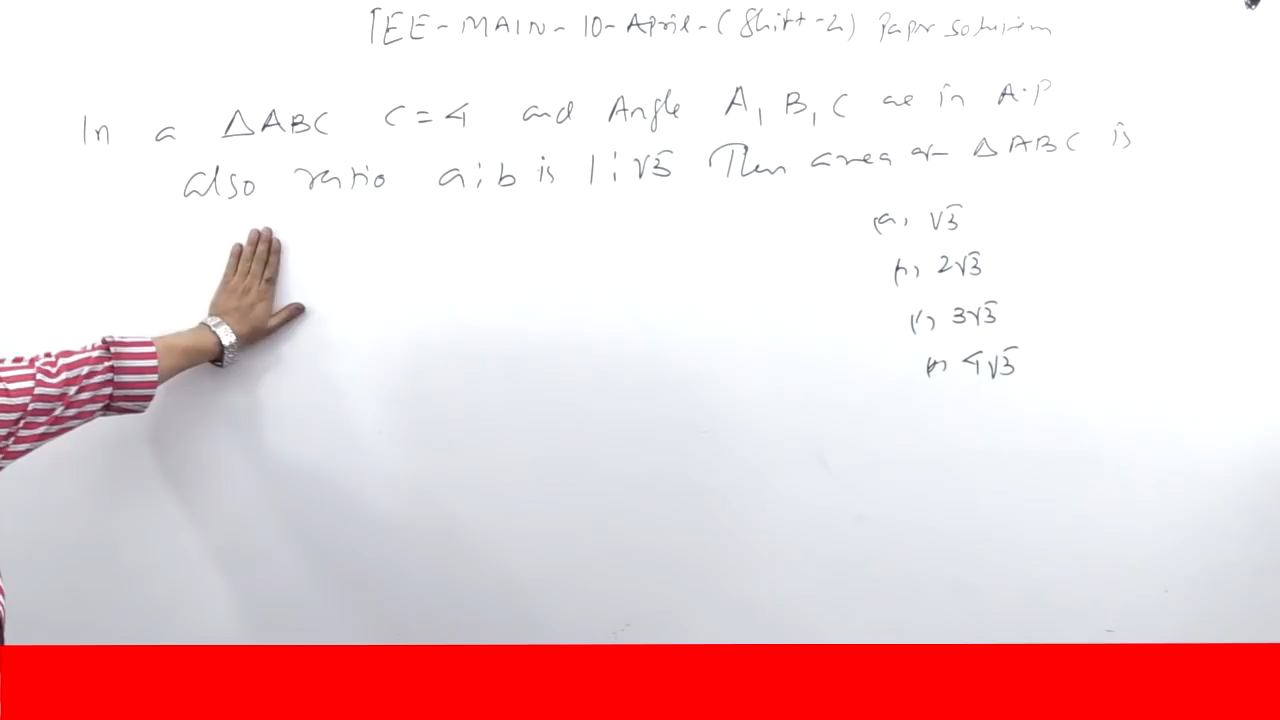 JEE-MAIN-10-April-(Shift-2) Paper solution
In a ΔABC C=4 and Angle A, B, C are in A.P
also ratio a:b is 1:√3 Then area of ΔABC is
(a) √3
(b) 2√3
(c) 3√3
(d) 4√3